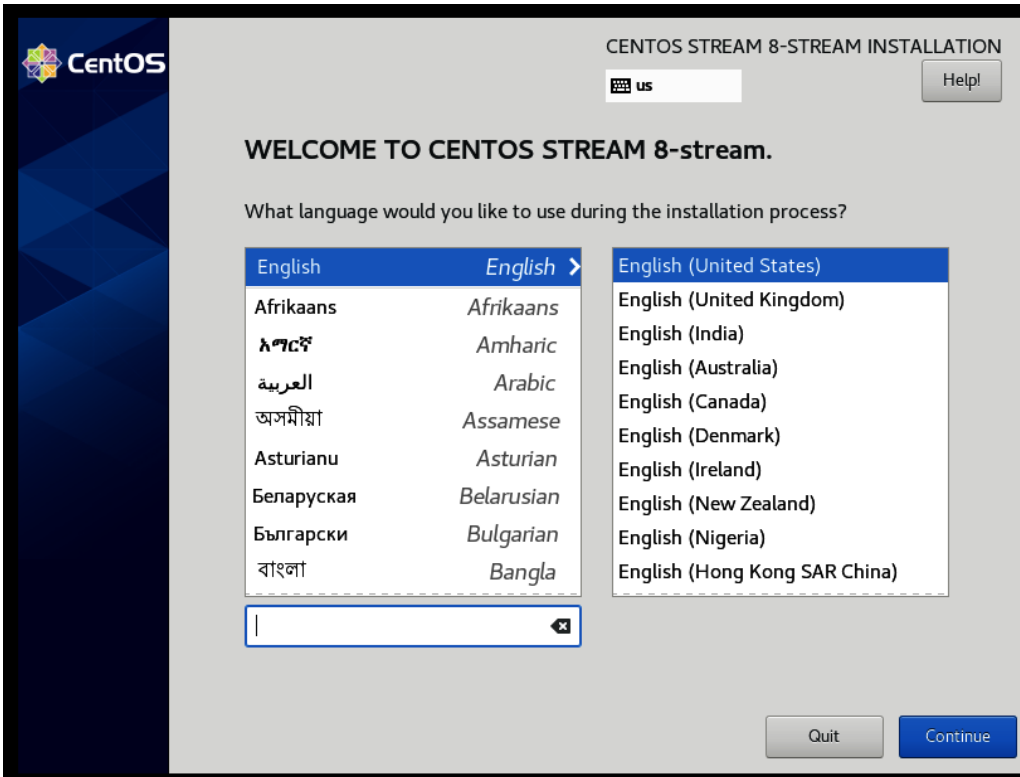 CentOS
CENTOS STREAM 8-STREAM INSTALLATION
us
Help!
WELCOME TO CENTOS STREAM 8-stream.
What language would you like to use during the installation process?
English English
Afrikaans Afrikaans
አማርኛ Amharic
العربية Arabic
অসমীয়া Assamese
Asturianu Asturian
Беларуская Belarusian
Български Bulgarian
বাংলা Bangla
English (United States)
English (United Kingdom)
English (India)
English (Australia)
English (Canada)
English (Denmark)
English (Ireland)
English (New Zealand)
English (Nigeria)
English (Hong Kong SAR China)
Quit
Continue